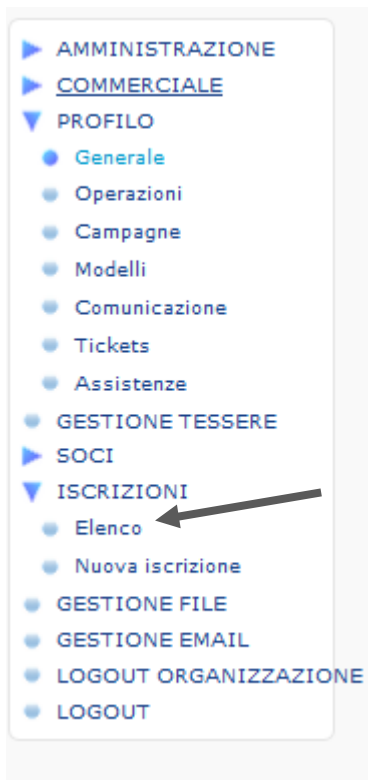 AMMINISTRAZIONE
COMMERCIALE
PROFILO
Generale
Operazioni
Campagne
Modelli
Comunicazione
Tickets
Assistenze
GESTIONE TESSERE
SOCI
ISCRIZIONI
Elenco
Nuova iscrizione
GESTIONE FILE
GESTIONE EMAIL
LOGOUT ORGANIZZAZIONE
LOGOUT